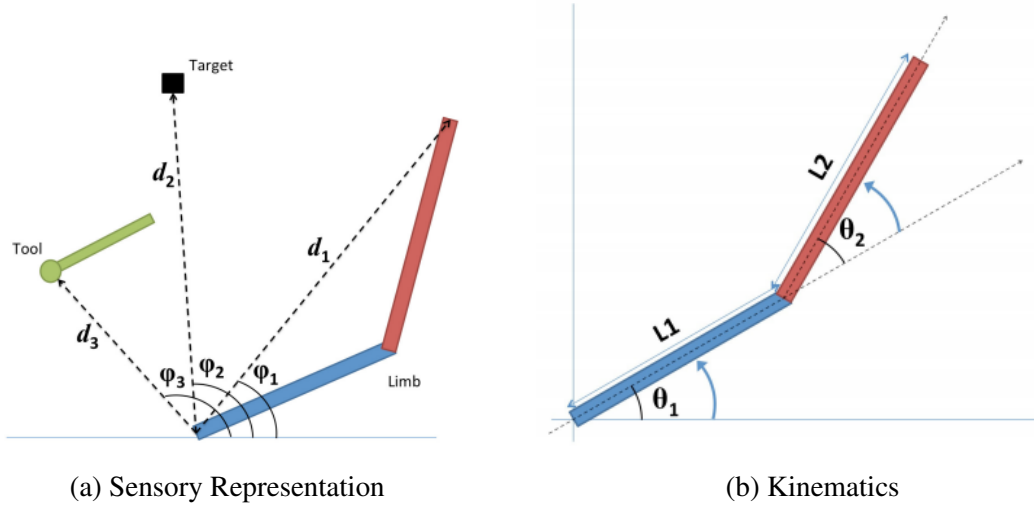 Target
d2
Tool
d1
d3
φ3
φ2
φ1
Limb
L2
θ2
L1
θ1
(a) Sensory Representation
(b) Kinematics